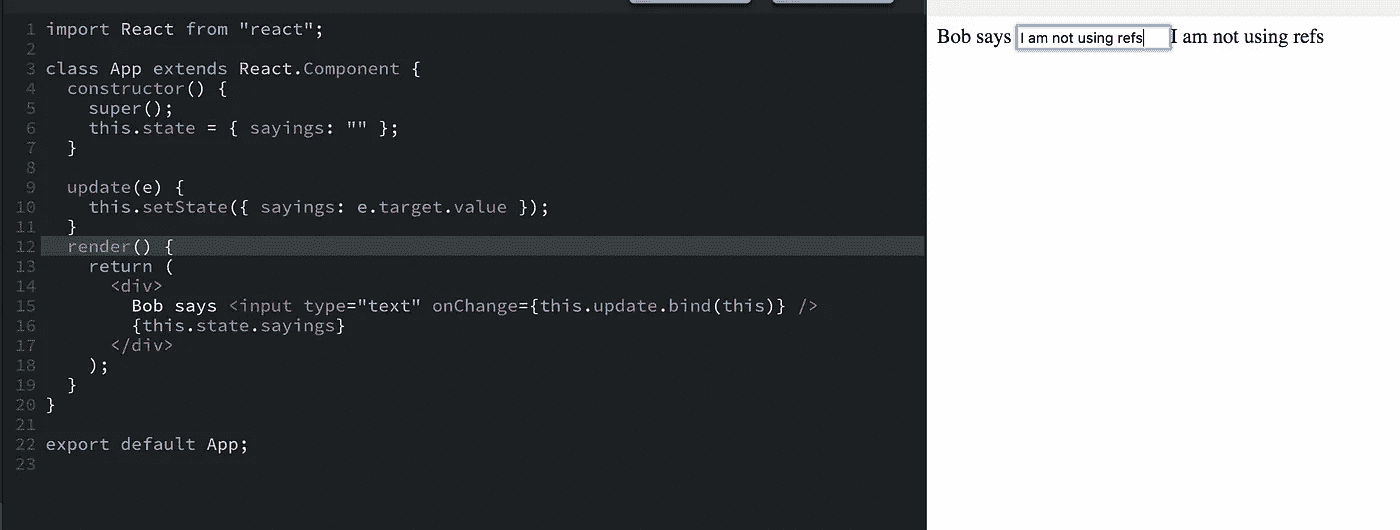 1 import React from "react";
2
3 class App extends React.Component {
4   constructor() {
5     super();
6     this.state = { sayings: "" };
7   }
8
9   update(e) {
10     this.setState({ sayings: e.target.value });
11   }
12   render() {
13     return (
14       <div>
15         Bob says <input type="text" onChange={this.update.bind(this)} />
16         {this.state.sayings}
17       </div>
18     );
19   }
20 }
21
22 export default App;
23
Bob says I am not using refs I am not using refs